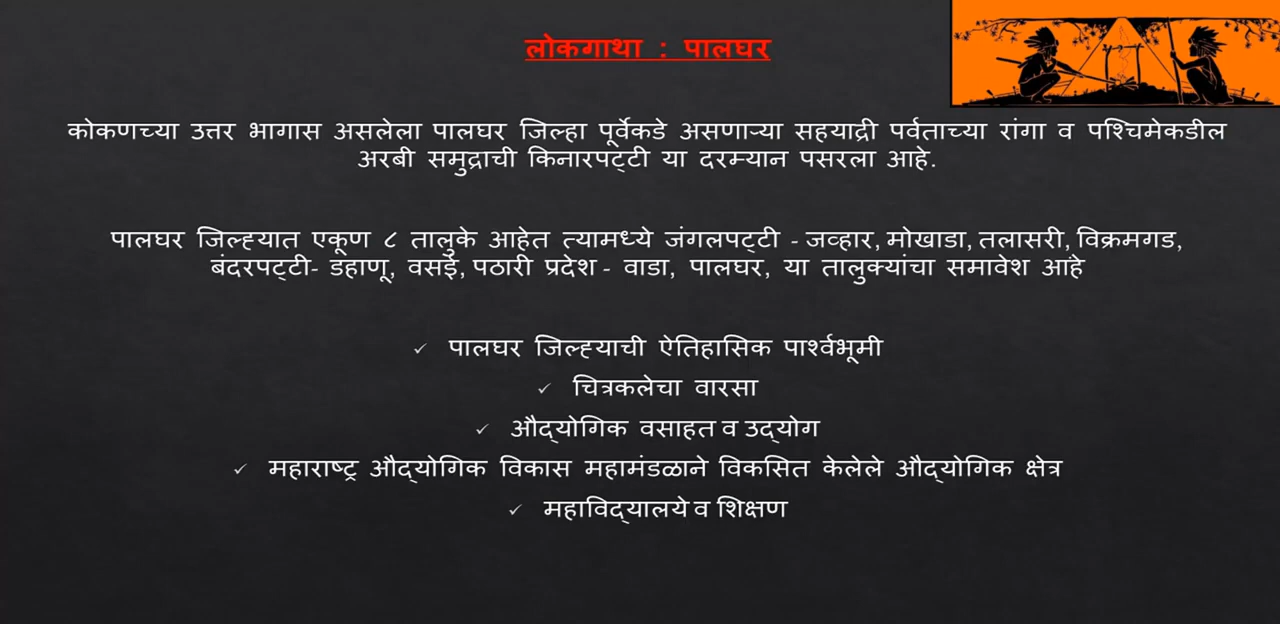 लोकगाथा : पालघर
कोकणच्या उत्तर भागास असलेला पालघर जिल्हा पूर्वेकडे असणाऱ्या सहयाद्री पर्वताच्या रांगा व पश्चिमेकडील
अरबी समुद्राची किनारपट्टी या दरम्यान पसरला आहे.
पालघर जिल्ह्यात एकूण ८ तालुके आहेत त्यामध्ये जंगलपट्टी - जव्हार, मोखाडा, तलासरी, विक्रमगड,
बंदरपट्टी- डहाणू, वसई, पठारी प्रदेश - वाडा, पालघर, या तालुक्यांचा समावेश आहे
✓ पालघर जिल्ह्याची ऐतिहासिक पार्श्वभूमी
✓ चित्रकलेचा वारसा
✓ औद्योगिक वसाहत व उद्योग
✓ महाराष्ट्र औद्योगिक विकास महामंडळाने विकसित केलेले औद्योगिक क्षेत्र
✓ महाविद्यालये व शिक्षण